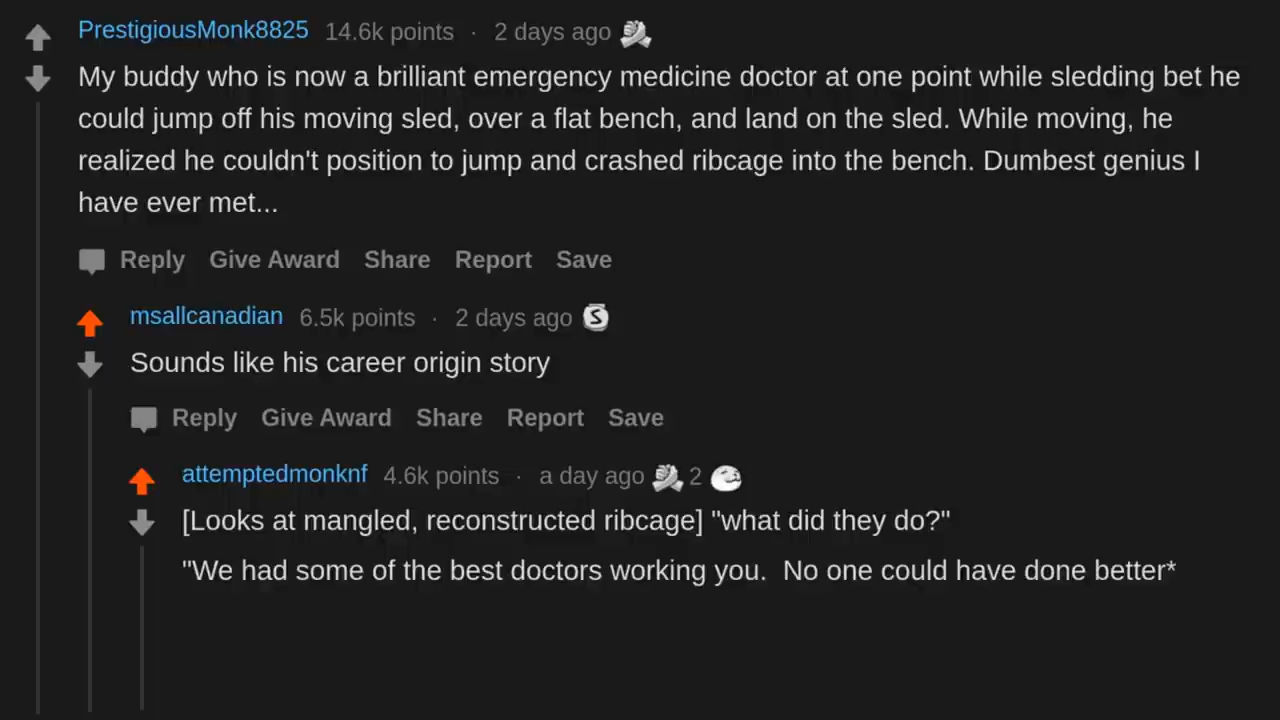 PrestigiousMonk8825 14.6k points · 2 days ago
My buddy who is now a brilliant emergency medicine doctor at one point while sledding bet he
could jump off his moving sled, over a flat bench, and land on the sled. While moving, he
realized he couldn't position to jump and crashed ribcage into the bench. Dumbest genius I
have ever met...
Reply Give Award Share Report Save
msallcanadian 6.5k points · 2 days ago S
Sounds like his career origin story
Reply Give Award Share Report Save
attemptedmonknf 4.6k points · a day ago 2
[Looks at mangled, reconstructed ribcage] "what did they do?"
"We had some of the best doctors working you.  No one could have done better*